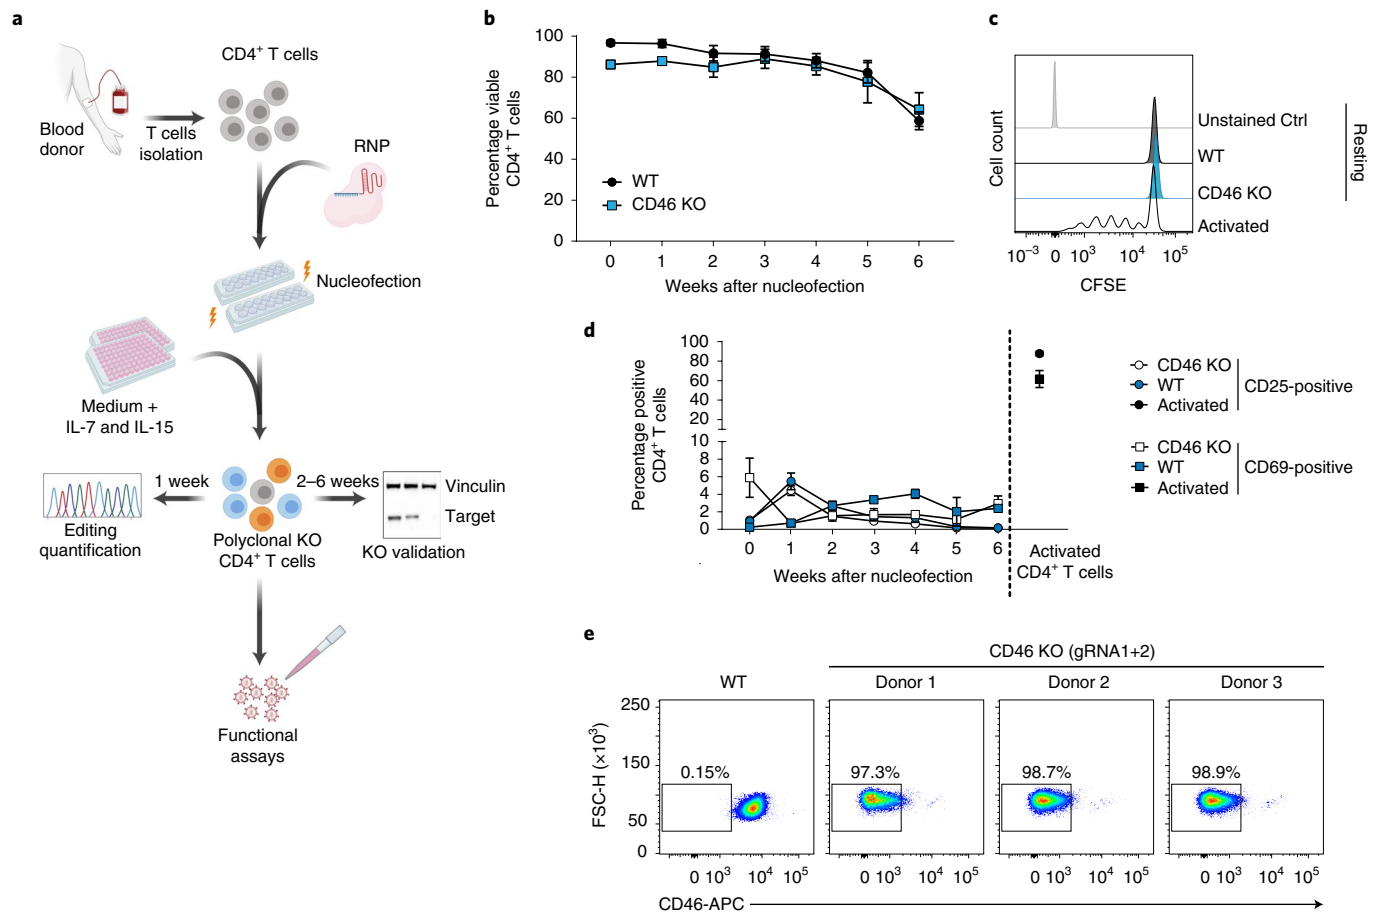 a
CD4+ T cells
Blood
donor
T cells
isolation
RNP
Nucleofection
Medium +
IL-7 and IL-15
1 week
2–6 weeks
Vinculin
Target
Editing
quantification
Polyclonal KO
CD4+ T cells
KO validation
Functional
assays
b
Percentage viable
CD4+ T cells
100
80
60
40
20
0
WT
CD46 KO
0 1 2 3 4 5 6
Weeks after nucleofection
c
Cell count
Unstained Ctrl
WT
CD46 KO
Activated
Resting
10−3 0 103 104 105
CFSE
d
Percentage positive
CD4+ T cells
100
80
60
40
20
10
8
6
4
2
0
0 1 2 3 4 5 6
Weeks after nucleofection
Activated
CD4+ T cells
CD46 KO
WT
Activated
CD25-positive
CD46 KO
WT
Activated
CD69-positive
e
CD46 KO (gRNA1+2)
WT Donor 1 Donor 2 Donor 3
FSC-H (×103)
250
150
50
0
0.15% 97.3% 98.7% 98.9%
0 103 104 105 0 103 104 105 0 103 104 105 0 103 104 105
CD46-APC